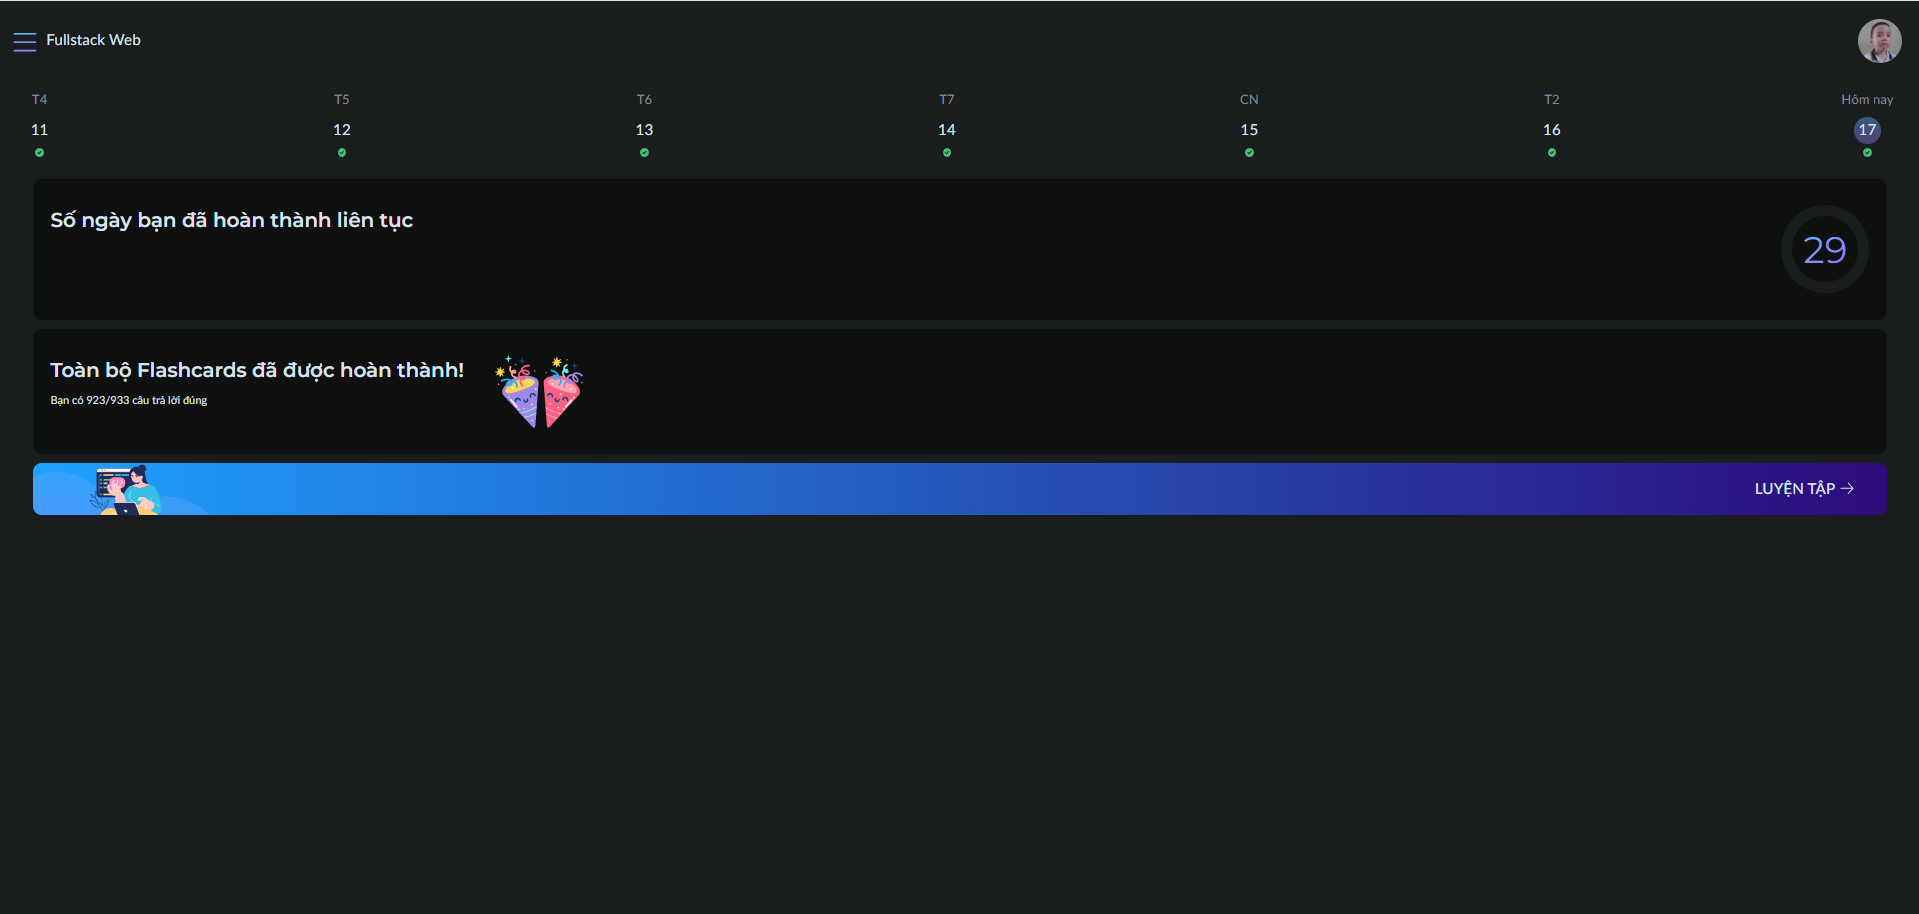 Fullstack Web
T4 T5 T6 T7 CN T2 Hôm nay
11 12 13 14 15 16 17
Số ngày bạn đã hoàn thành liên tục
29
Toàn bộ Flashcards đã được hoàn thành!
Bạn có 923/933 câu trả lời đúng
LUYỆN TẬP